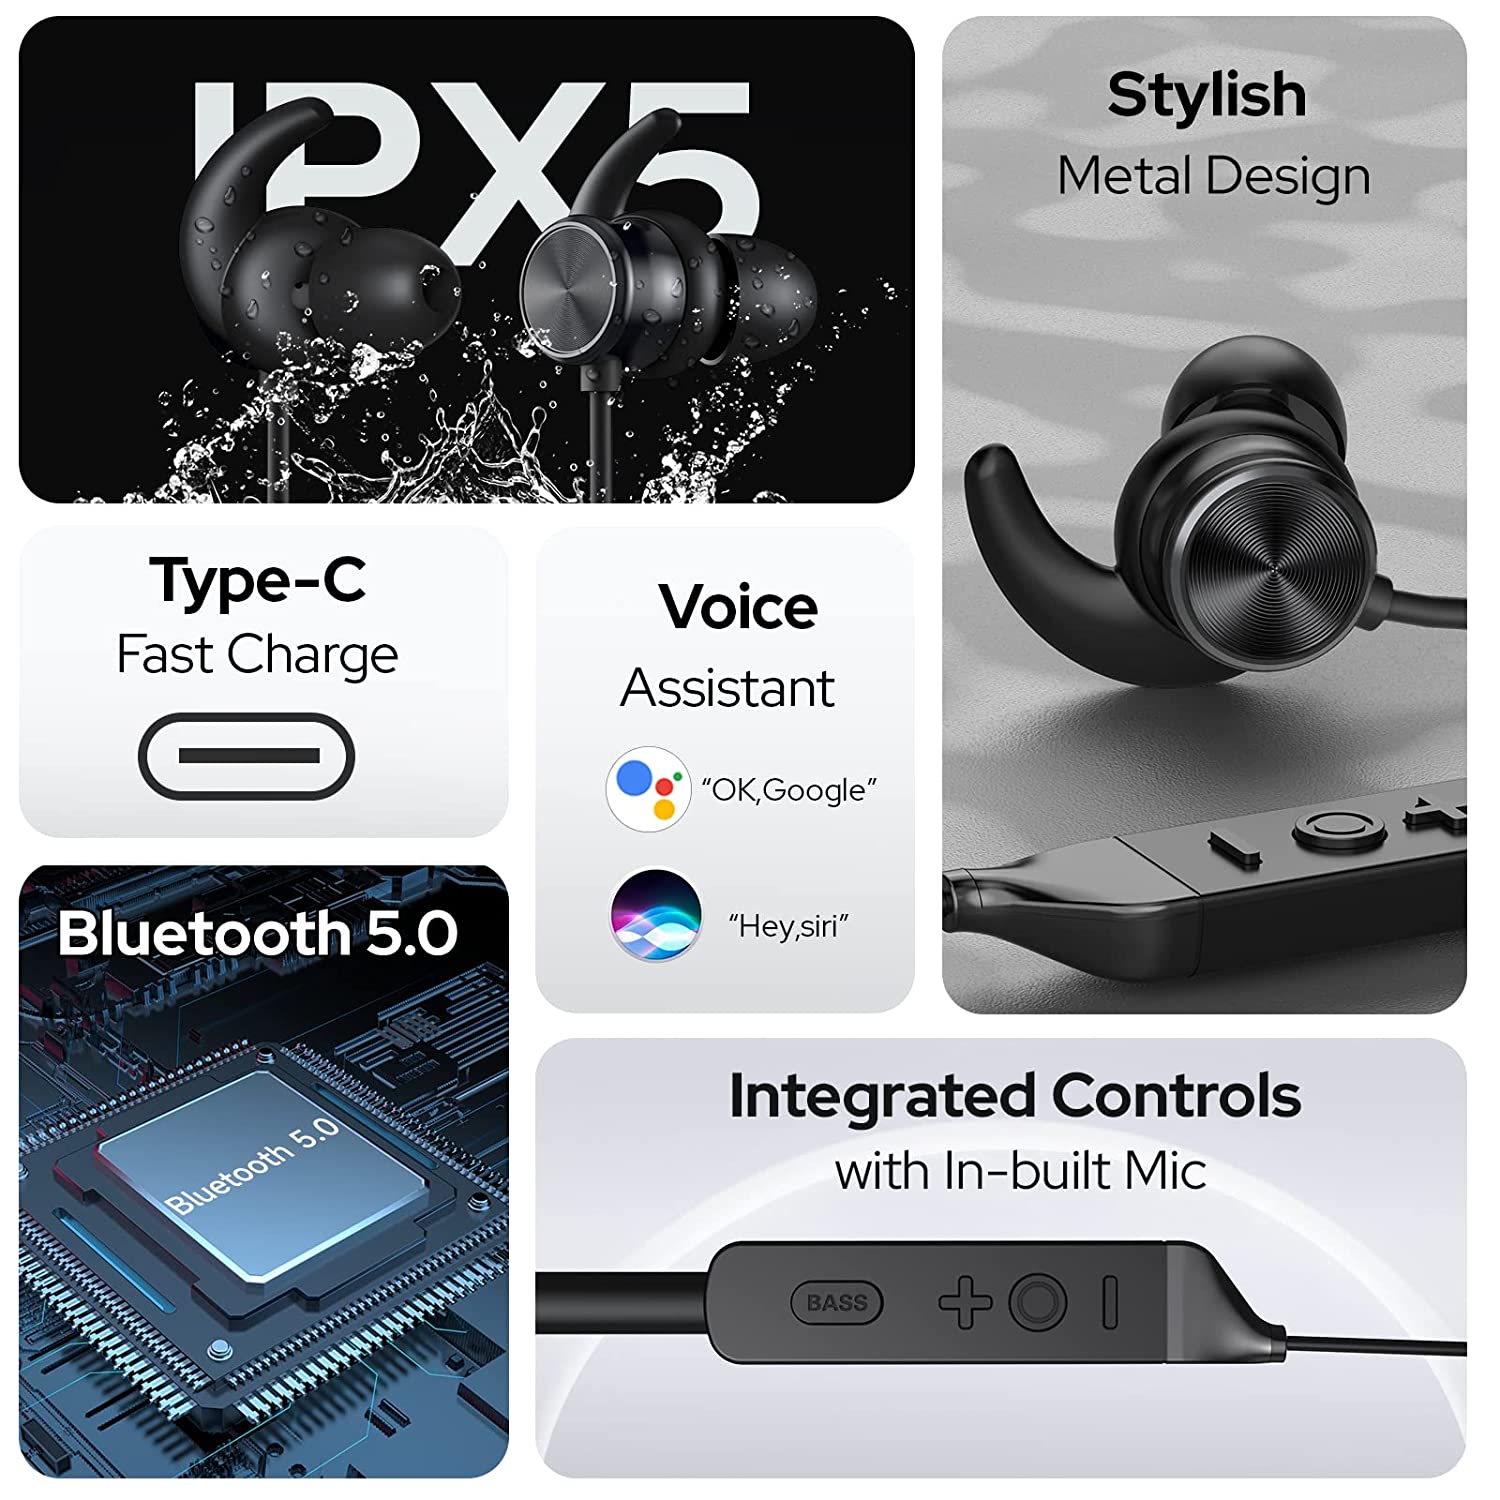 IPX5
Stylish
Metal Design
Type-C
Fast Charge
Voice
Assistant
“OK,Google”
“Hey,siri”
Bluetooth 5.0
Bluetooth 5.0
Integrated Controls
with In-built Mic
BASS